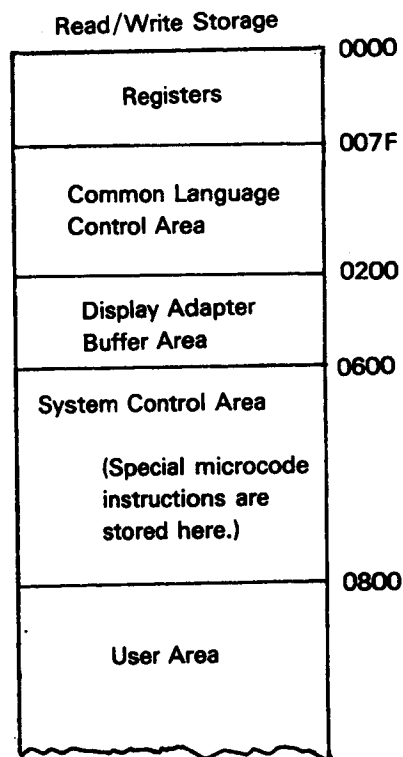 Read/Write Storage
0000
Registers
007F
Common Language
Control Area
0200
Display Adapter
Buffer Area
0600
System Control Area
(Special microcode
instructions are
stored here.)
0800
User Area